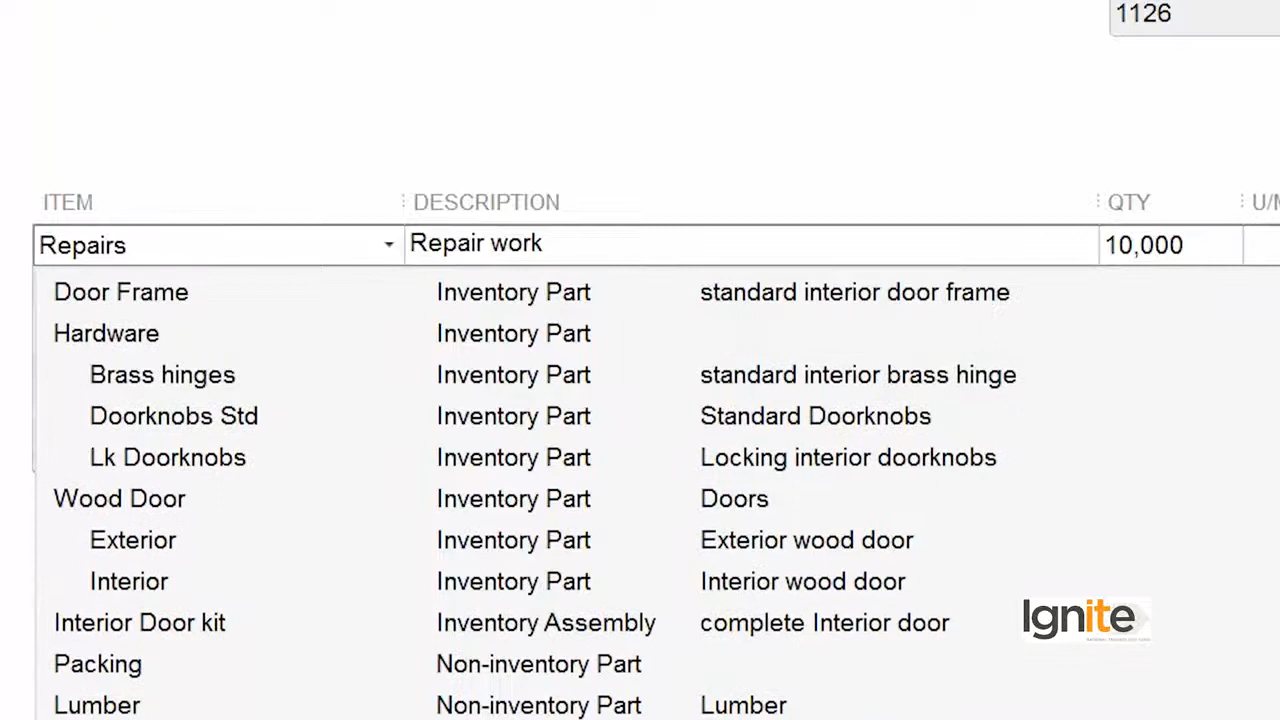 1126
ITEM DESCRIPTION QTY U/M
Repairs Repair work 10,000
Door Frame Inventory Part standard interior door frame
Hardware Inventory Part
Brass hinges Inventory Part standard interior brass hinge
Doorknobs Std Inventory Part Standard Doorknobs
Lk Doorknobs Inventory Part Locking interior doorknobs
Wood Door Inventory Part Doors
Exterior Inventory Part Exterior wood door
Interior Inventory Part Interior wood door
Interior Door kit Inventory Assembly complete Interior door
Ignite
Packing Non-inventory Part
Lumber Non-inventory Part Lumber